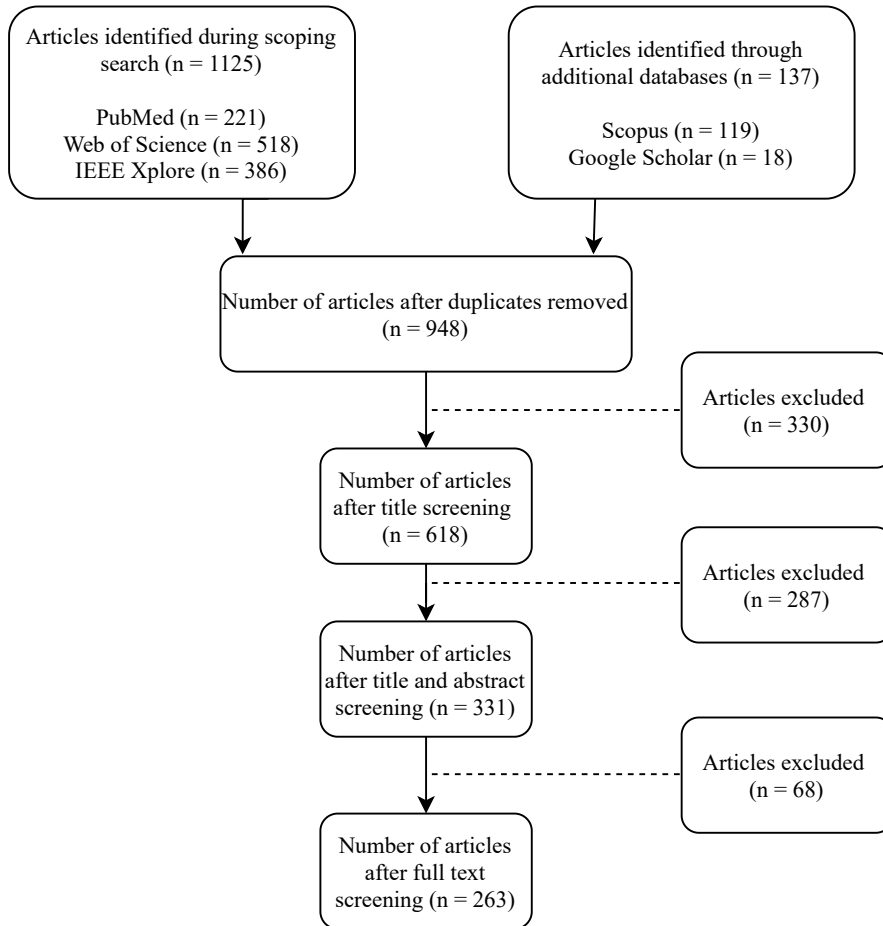 Articles identified during scoping
search (n = 1125)
PubMed (n = 221)
Web of Science (n = 518)
IEEE Xplore (n = 386)
Articles identified through
additional databases (n = 137)
Scopus (n = 119)
Google Scholar (n = 18)
Number of articles after duplicates removed
(n = 948)
Articles excluded
(n = 330)
Number of articles
after title screening
(n = 618)
Articles excluded
(n = 287)
Number of articles
after title and abstract
screening (n = 331)
Articles excluded
(n = 68)
Number of articles
after full text
screening (n = 263)